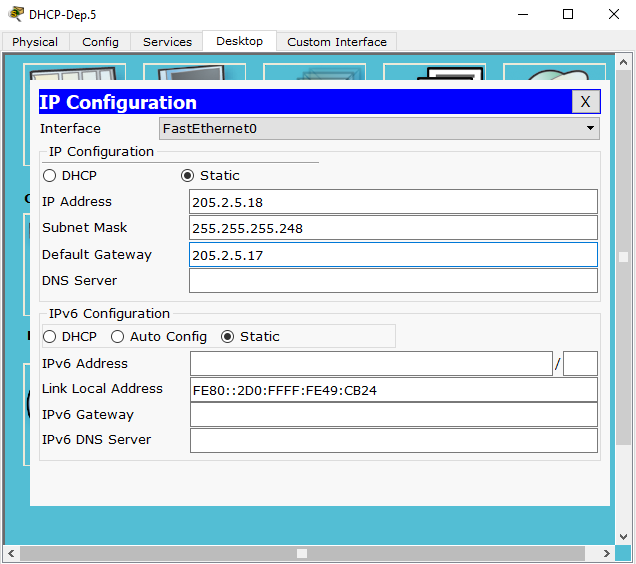 DHCP-Dep.5
Physical Config Services Desktop Custom Interface
IP Configuration X
Interface FastEthernet0
IP Configuration
DHCP Static
IP Address 205.2.5.18
Subnet Mask 255.255.255.248
Default Gateway 205.2.5.17
DNS Server
IPv6 Configuration
DHCP Auto Config Static
IPv6 Address /
Link Local Address FE80::2D0:FFFF:FE49:CB24
IPv6 Gateway
IPv6 DNS Server